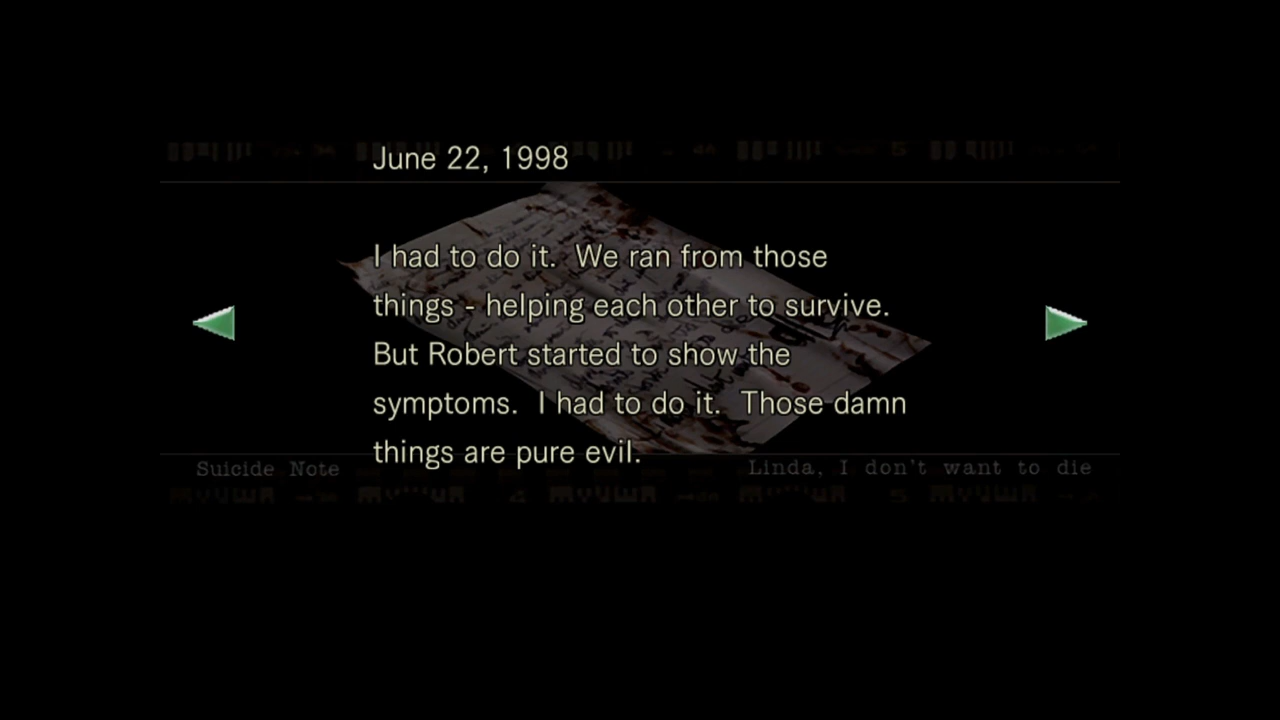 June 22, 1998
I had to do it.  We ran from those
things - helping each other to survive.
But Robert started to show the
symptoms.  I had to do it.  Those damn
things are pure evil.
Suicide Note
Linda, I don't want to die